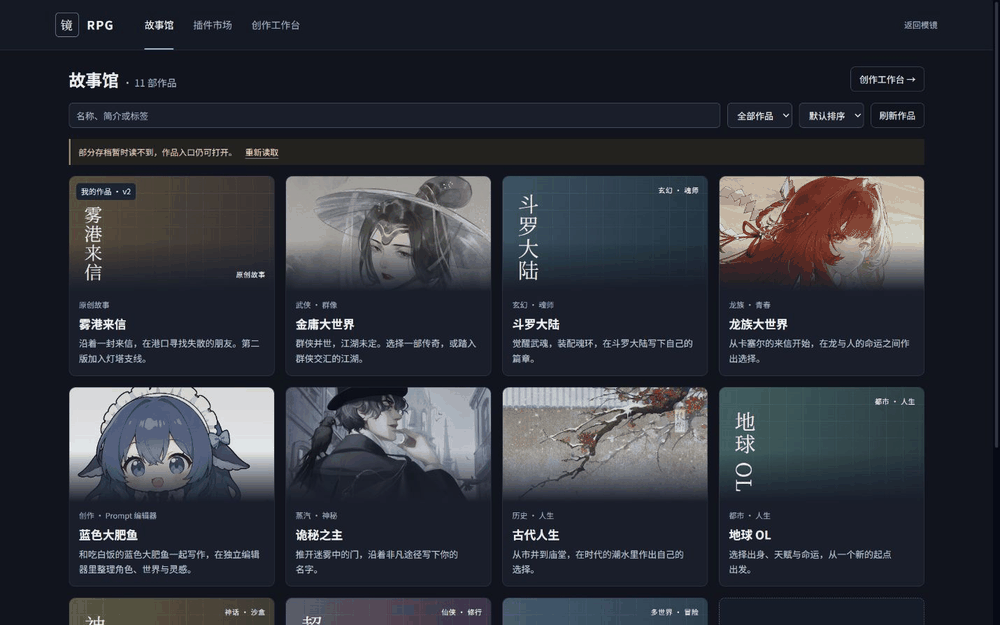 镜 RPG 故事馆 插件市场 创作工作台 返回模镜
故事馆 · 11 部作品 创作工作台 →
名称、简介或标签 全部作品 默认排序 刷新作品
部分存档暂时读不到，作品入口仍可打开。 重新读取
我的作品 · v2
雾港来信
原创故事
原创故事
雾港来信
沿着一封来信，在港口寻找失散的朋友。第二
版加入灯塔支线。
武侠 · 群像
金庸大世界
群侠并世，江湖未定。选择一部传奇，或踏入
群侠交汇的江湖。
玄幻 · 魂师
斗罗大陆
玄幻 · 魂师
斗罗大陆
觉醒武魂，装配魂环，在斗罗大陆写下自己的
篇章。
龙族 · 青春
龙族大世界
从卡塞尔的来信开始，在龙与人的命运之间作
出选择。
创作 · Prompt 编辑器
蓝色大肥鱼
和吃白饭的蓝色大肥鱼一起写作，在独立编辑
器里整理角色、世界与灵感。
蒸汽 · 神秘
诡秘之主
推开迷雾中的门，沿着非凡途径写下你的
名字。
历史 · 人生
古代人生
从市井到庙堂，在时代的潮水里作出自己的
选择。
都市 · 人生
地球 OL
都市 · 人生
地球 OL
选择出身、天赋与命运，从一个新的起点
出发。
神话 · 沙盒
神
仙侠 · 修行
超
多世界 · 冒险